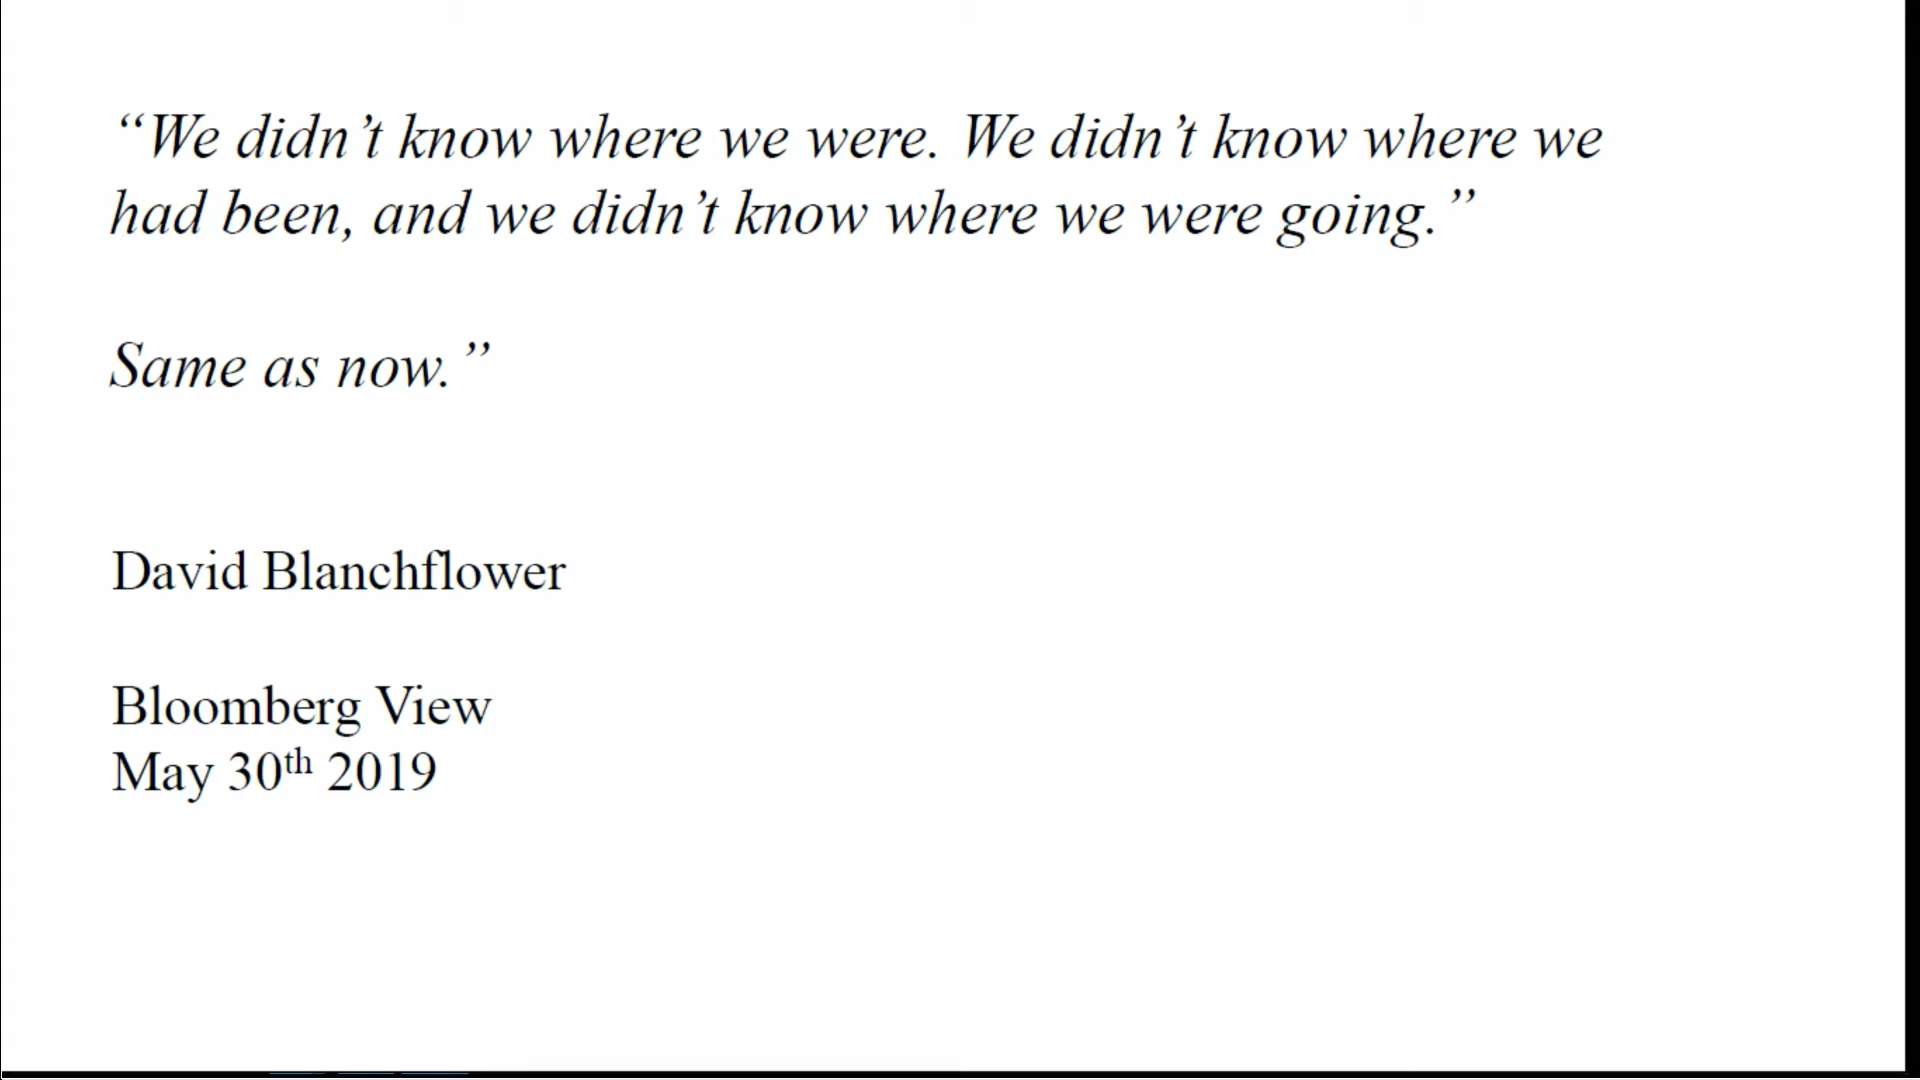 “We didn’t know where we were. We didn’t know where we
had been, and we didn’t know where we were going.”
Same as now.”
David Blanchflower
Bloomberg View
May 30th 2019